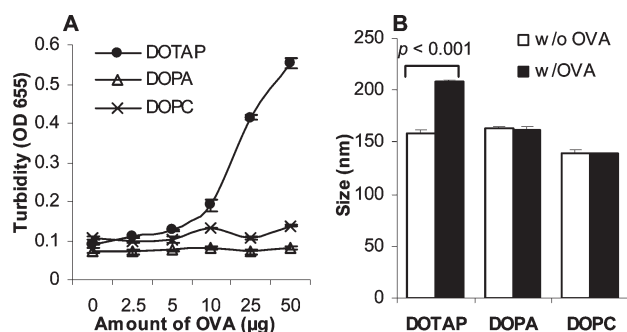 A
DOTAP
DOPA
DOPC
Turbidity (OD 655)
0.6
0.5
0.4
0.3
0.2
0.1
0
0 2.5 5 10 25 50
Amount of OVA (µg)
B
w/o OVA
w/OVA
p < 0.001
Size (nm)
250
200
150
100
50
0
DOTAP DOPA DOPC